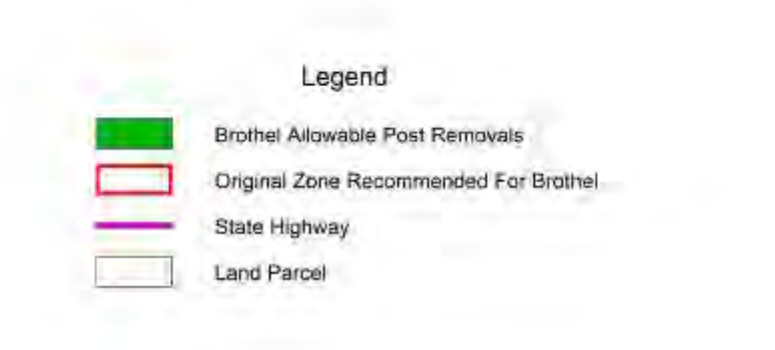 Legend
Brothel Allowable Post Removals
Original Zone Recommended For Brothel
State Highway
Land Parcel